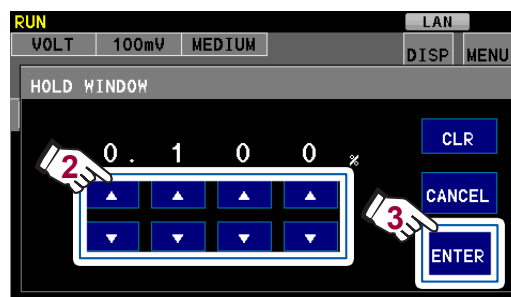 RUN LAN
VOLT 100mV MEDIUM DISP MENU
HOLD WINDOW
CLR
2 0. 1 0 0 %
CANCEL
3
ENTER